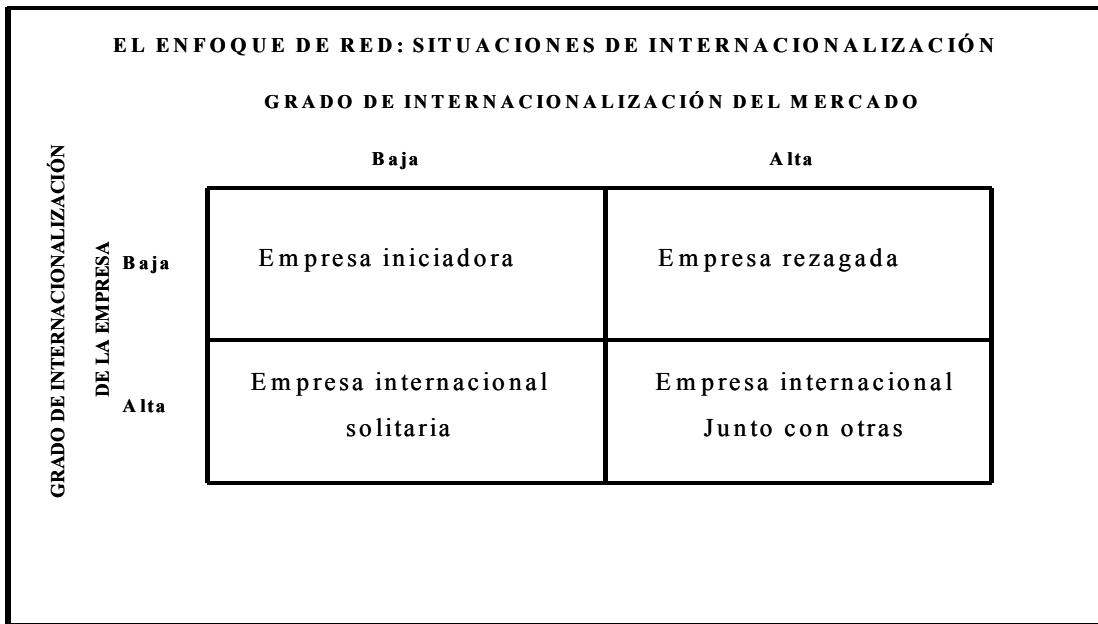 EL ENFOQUE DE RED: SITUACIONES DE INTERNACIONALIZACIÓN
GRADO DE INTERNACIONALIZACIÓN DEL MERCADO
Baja Alta
GRADO DE INTERNACIONALIZACIÓN
DE LA EMPRESA
Baja
Empresa iniciadora
Empresa rezagada
Alta
Empresa internacional
solitaria
Empresa internacional
Junto con otras